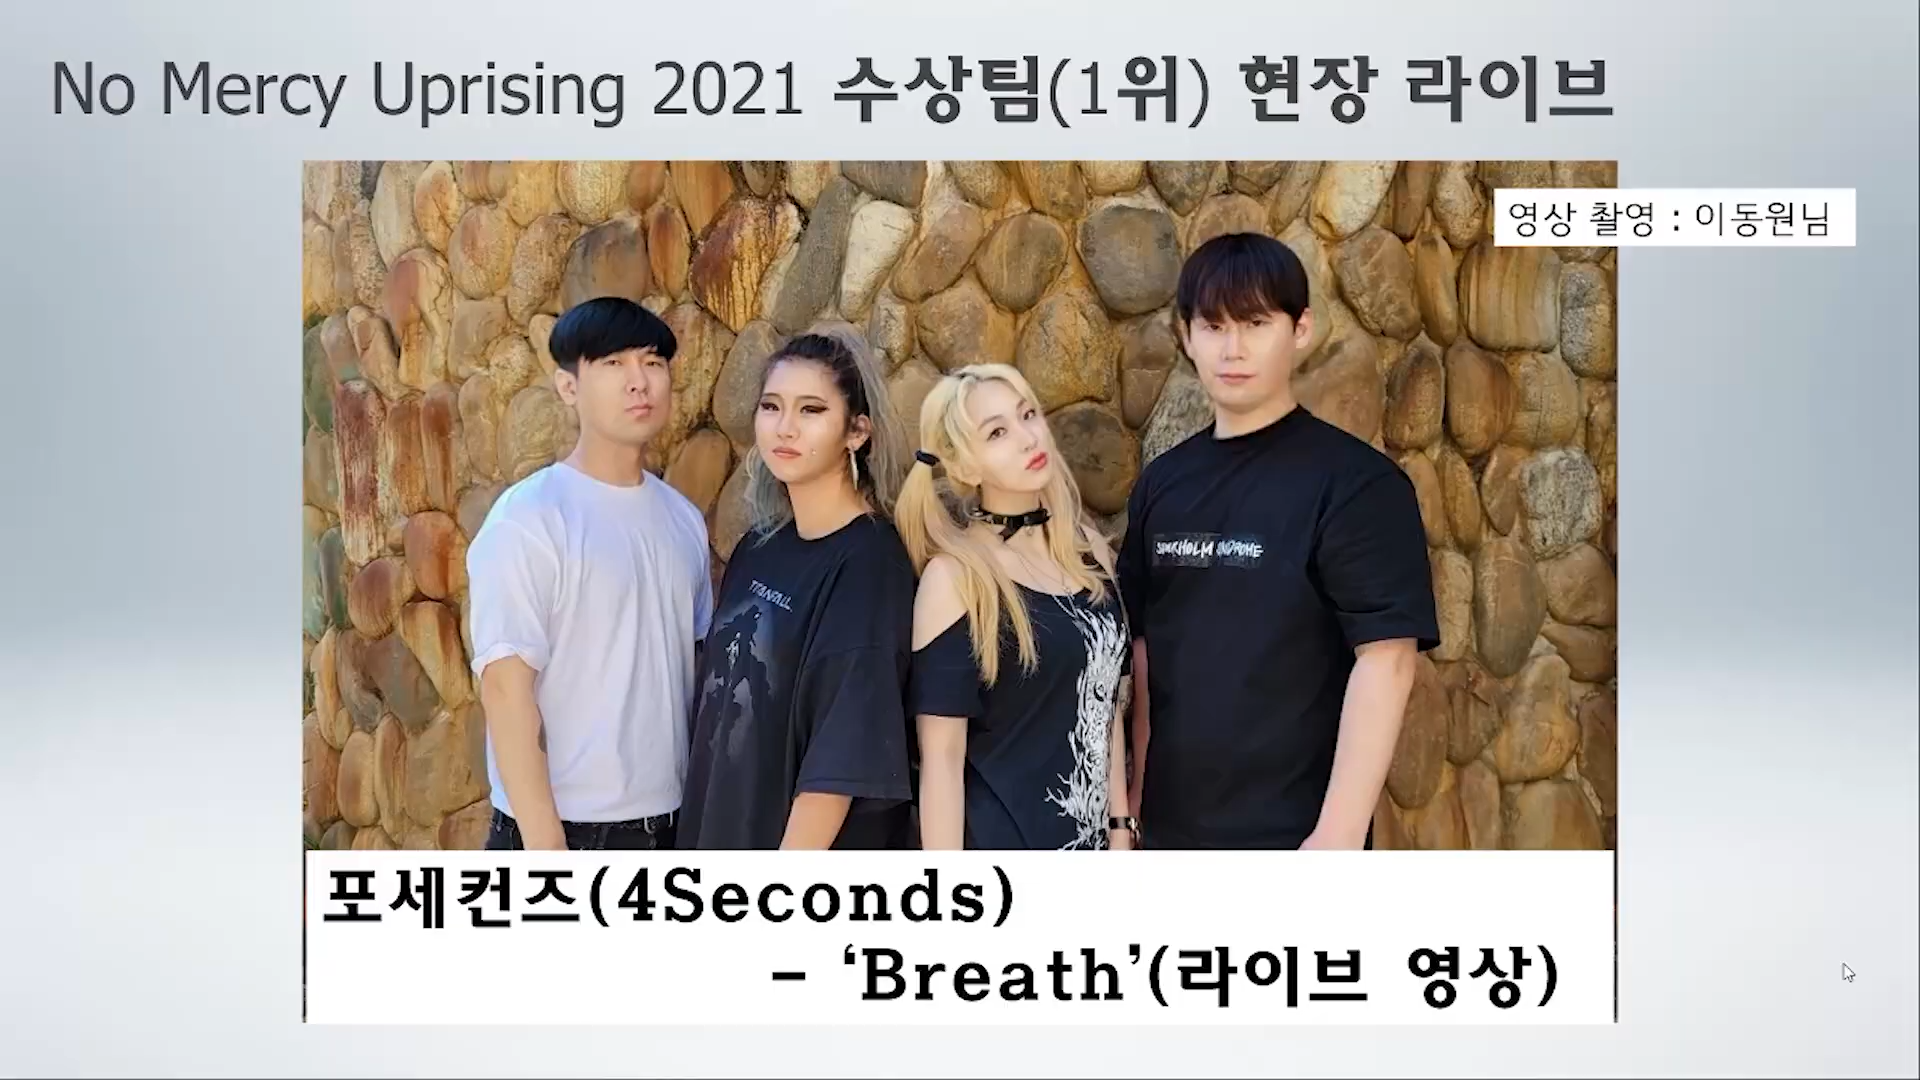 No Mercy Uprising 2021 수상팀(1위) 현장 라이브
영상 촬영 : 이동원님
TITANFALL
포세컨즈(4Seconds)
- ‘Breath’(라이브 영상)